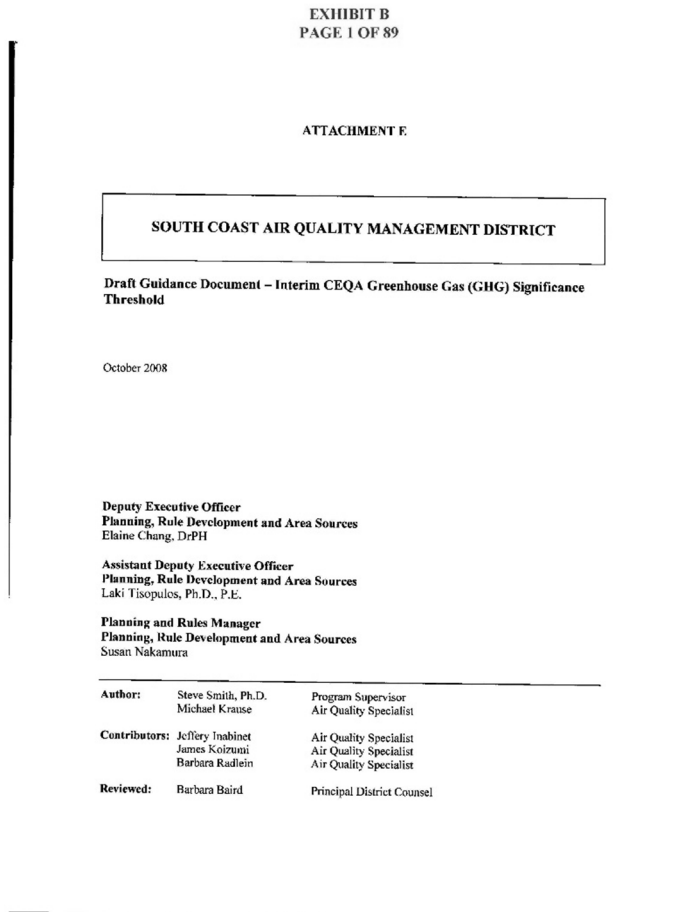 EXHIBIT B
PAGE 1 OF 89
ATTACHMENT E
SOUTH COAST AIR QUALITY MANAGEMENT DISTRICT
Draft Guidance Document – Interim CEQA Greenhouse Gas (GHG) Significance
Threshold
October 2008
Deputy Executive Officer
Planning, Rule Development and Area Sources
Elaine Chang, DrPH
Assistant Deputy Executive Officer
Planning, Rule Development and Area Sources
Laki Tisopulos, Ph.D., P.E.
Planning and Rules Manager
Planning, Rule Development and Area Sources
Susan Nakamura
Author: Steve Smith, Ph.D. Program Supervisor
Michael Krause Air Quality Specialist
Contributors: Jeffery Inabinet Air Quality Specialist
James Koizumi Air Quality Specialist
Barbara Radlein Air Quality Specialist
Reviewed: Barbara Baird Principal District Counsel